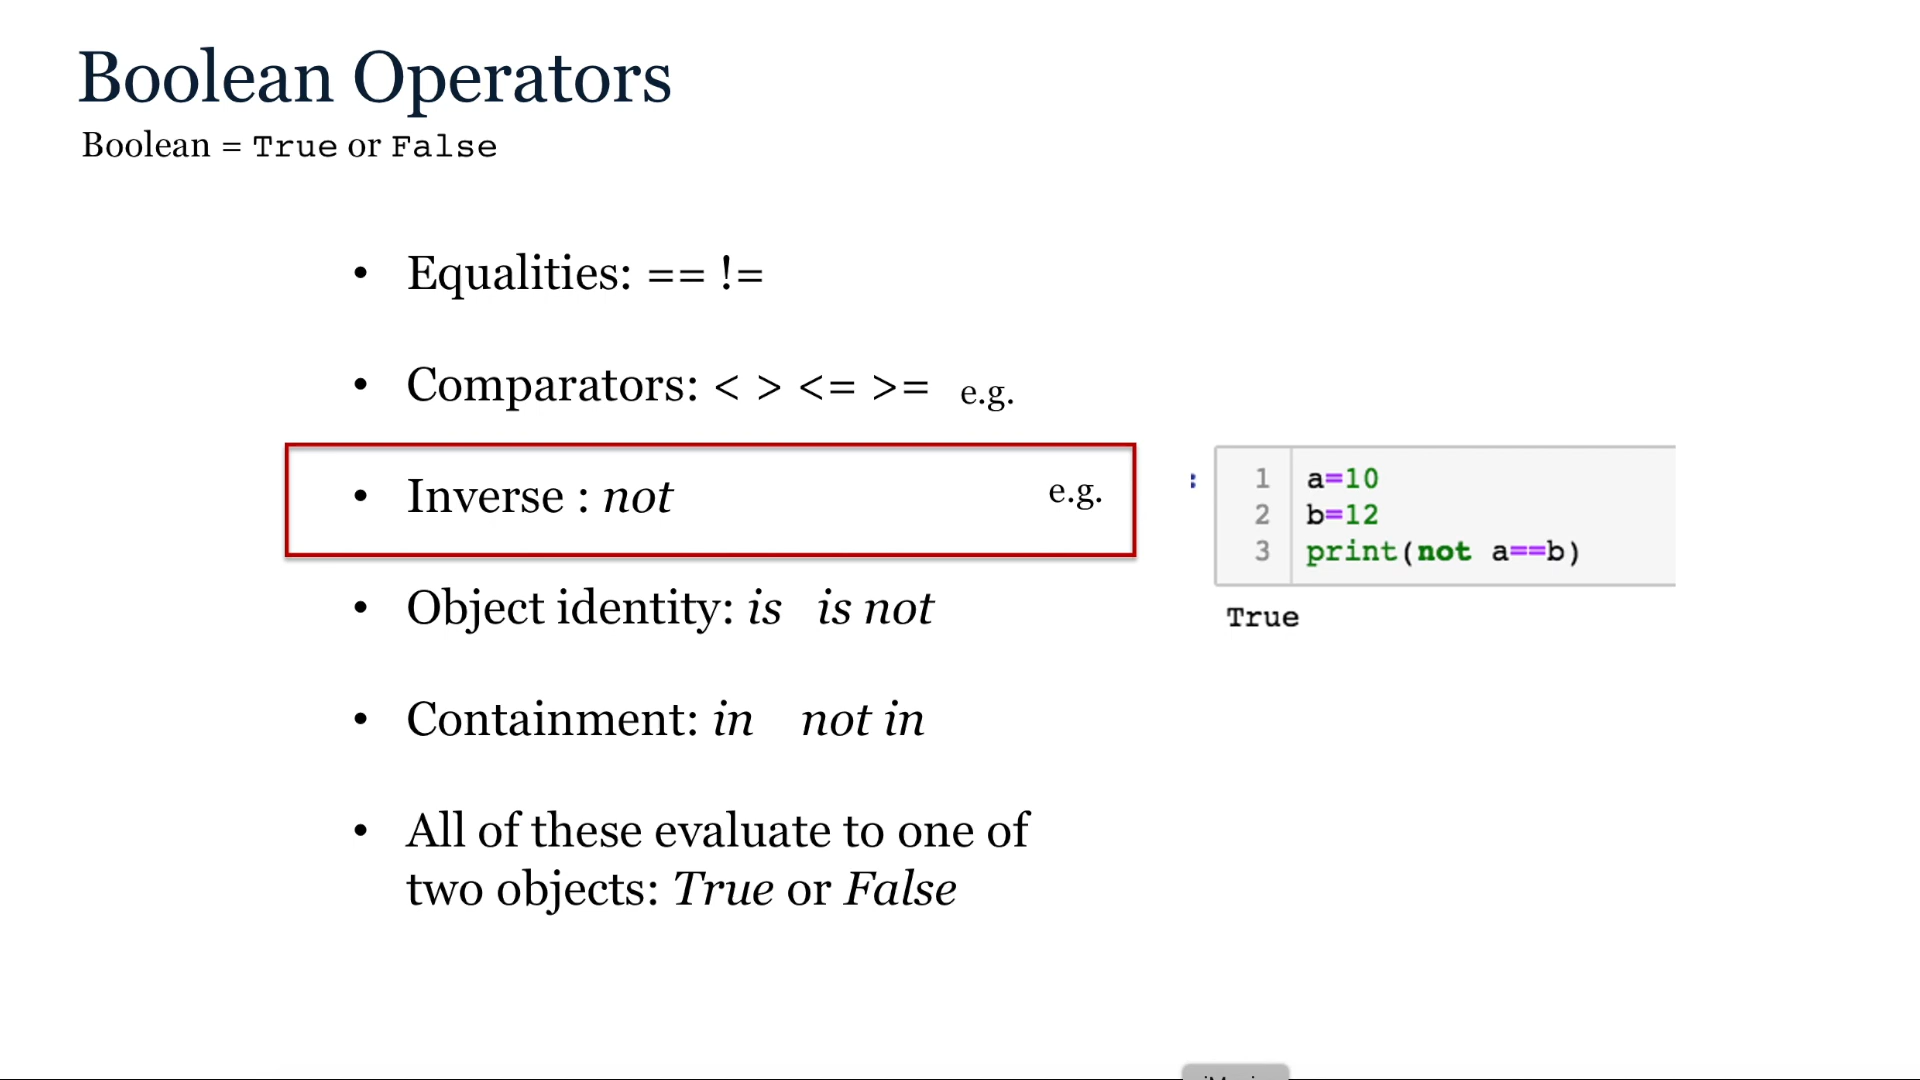 Boolean Operators
Boolean = True or False
• Equalities: == !=
• Comparators: < > <= >= e.g.
• Inverse : not e.g.
• Object identity: is is not
• Containment: in not in
• All of these evaluate to one of
two objects: True or False
:
1 a=10
2 b=12
3 print(not a==b)
True